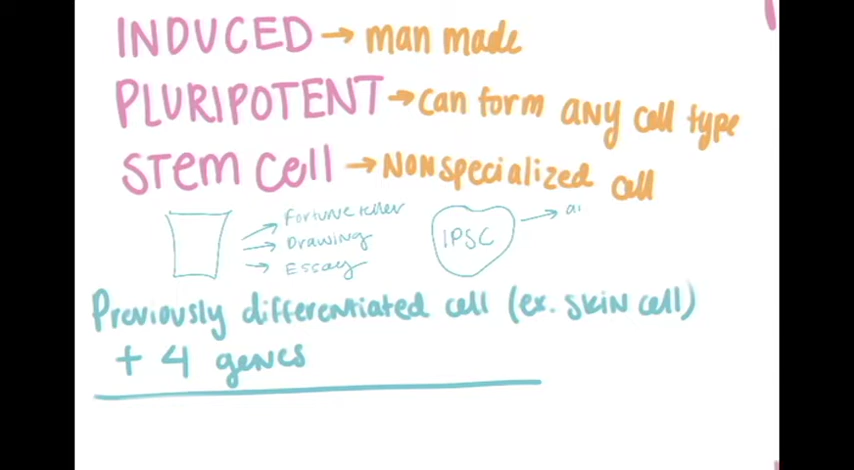 INDUCED → man made
PLURIPOTENT → can form any cell type
STEM CELL → NONspecialized cell
Fortune teller
Drawing
Essay
IPSC
Previously differentiated cell (ex. skin cell)
+ 4 genes